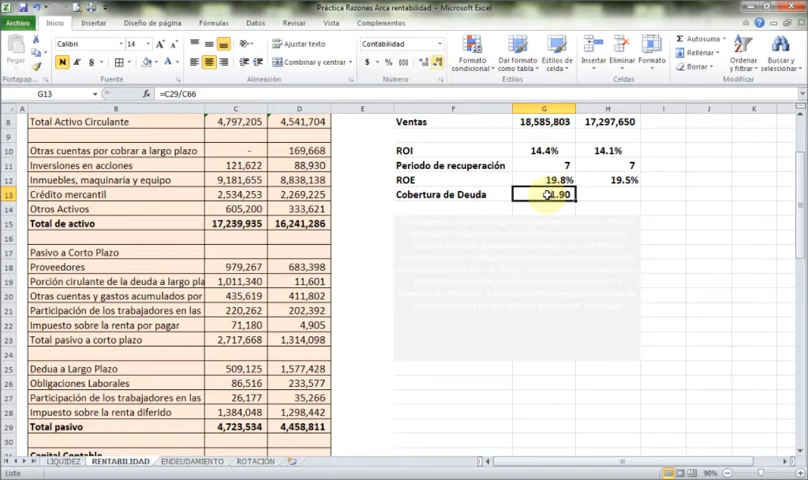 Práctica Razones Arca rentabilidad - Microsoft Excel
Archivo Inicio Insertar Diseño de página Fórmulas Datos Revisar Vista Complementos
Pegar
Calibri 14
N
Ajustar texto
Combinar y centrar
Contabilidad
$ %
Formato condicional
Dar formato como tabla
Estilos de celda
Insertar Eliminar Formato
Autosuma
Rellenar
Borrar
Ordenar y filtrar
Buscar y seleccionar
Portapap... Fuente Alineación Número Estilos Celdas Modificar
G13 =C29/C66
A B C D E F G H I J K
8 Total Activo Circulante 4,797,205 4,541,704 Ventas 18,585,803 17,297,650
9
10 Otras cuentas por cobrar a largo plazo - 169,668 ROI 14.4% 14.1%
11 Inversiones en acciones 121,622 88,930 Periodo de recuperación 7 7
12 Inmuebles, maquinaria y equipo 9,181,655 8,838,138 ROE 19.8% 19.5%
13 Crédito mercantil 2,534,253 2,269,225 Cobertura de Deuda 1.90
14 Otros Activos 605,200 333,621
15 Total de activo 17,239,935 16,241,286
16
17 Pasivo a Corto Plazo
18 Proveedores 979,267 683,398
19 Porción cirulante de la deuda a largo pla 1,011,340 11,601
20 Otras cuentas y gastos acumulados por 435,619 411,802
21 Participación de los trabajadores en las 220,262 202,392
22 Impuesto sobre la renta por pagar 71,180 4,905
23 Total pasivo a corto plazo 2,717,668 1,314,098
24
25 Dedua a Largo Plazo 509,125 1,577,428
26 Obligaciones Laborales 86,516 233,577
27 Participación de los trabajadores en las 26,177 35,266
28 Impuesto sobre la renta diferido 1,384,048 1,298,442
29 Total pasivo 4,723,534 4,458,811
30
31 Capital Contable
LIQUIDEZ RENTABILIDAD ENDEUDAMIENTO ROTACION
Listo 90%